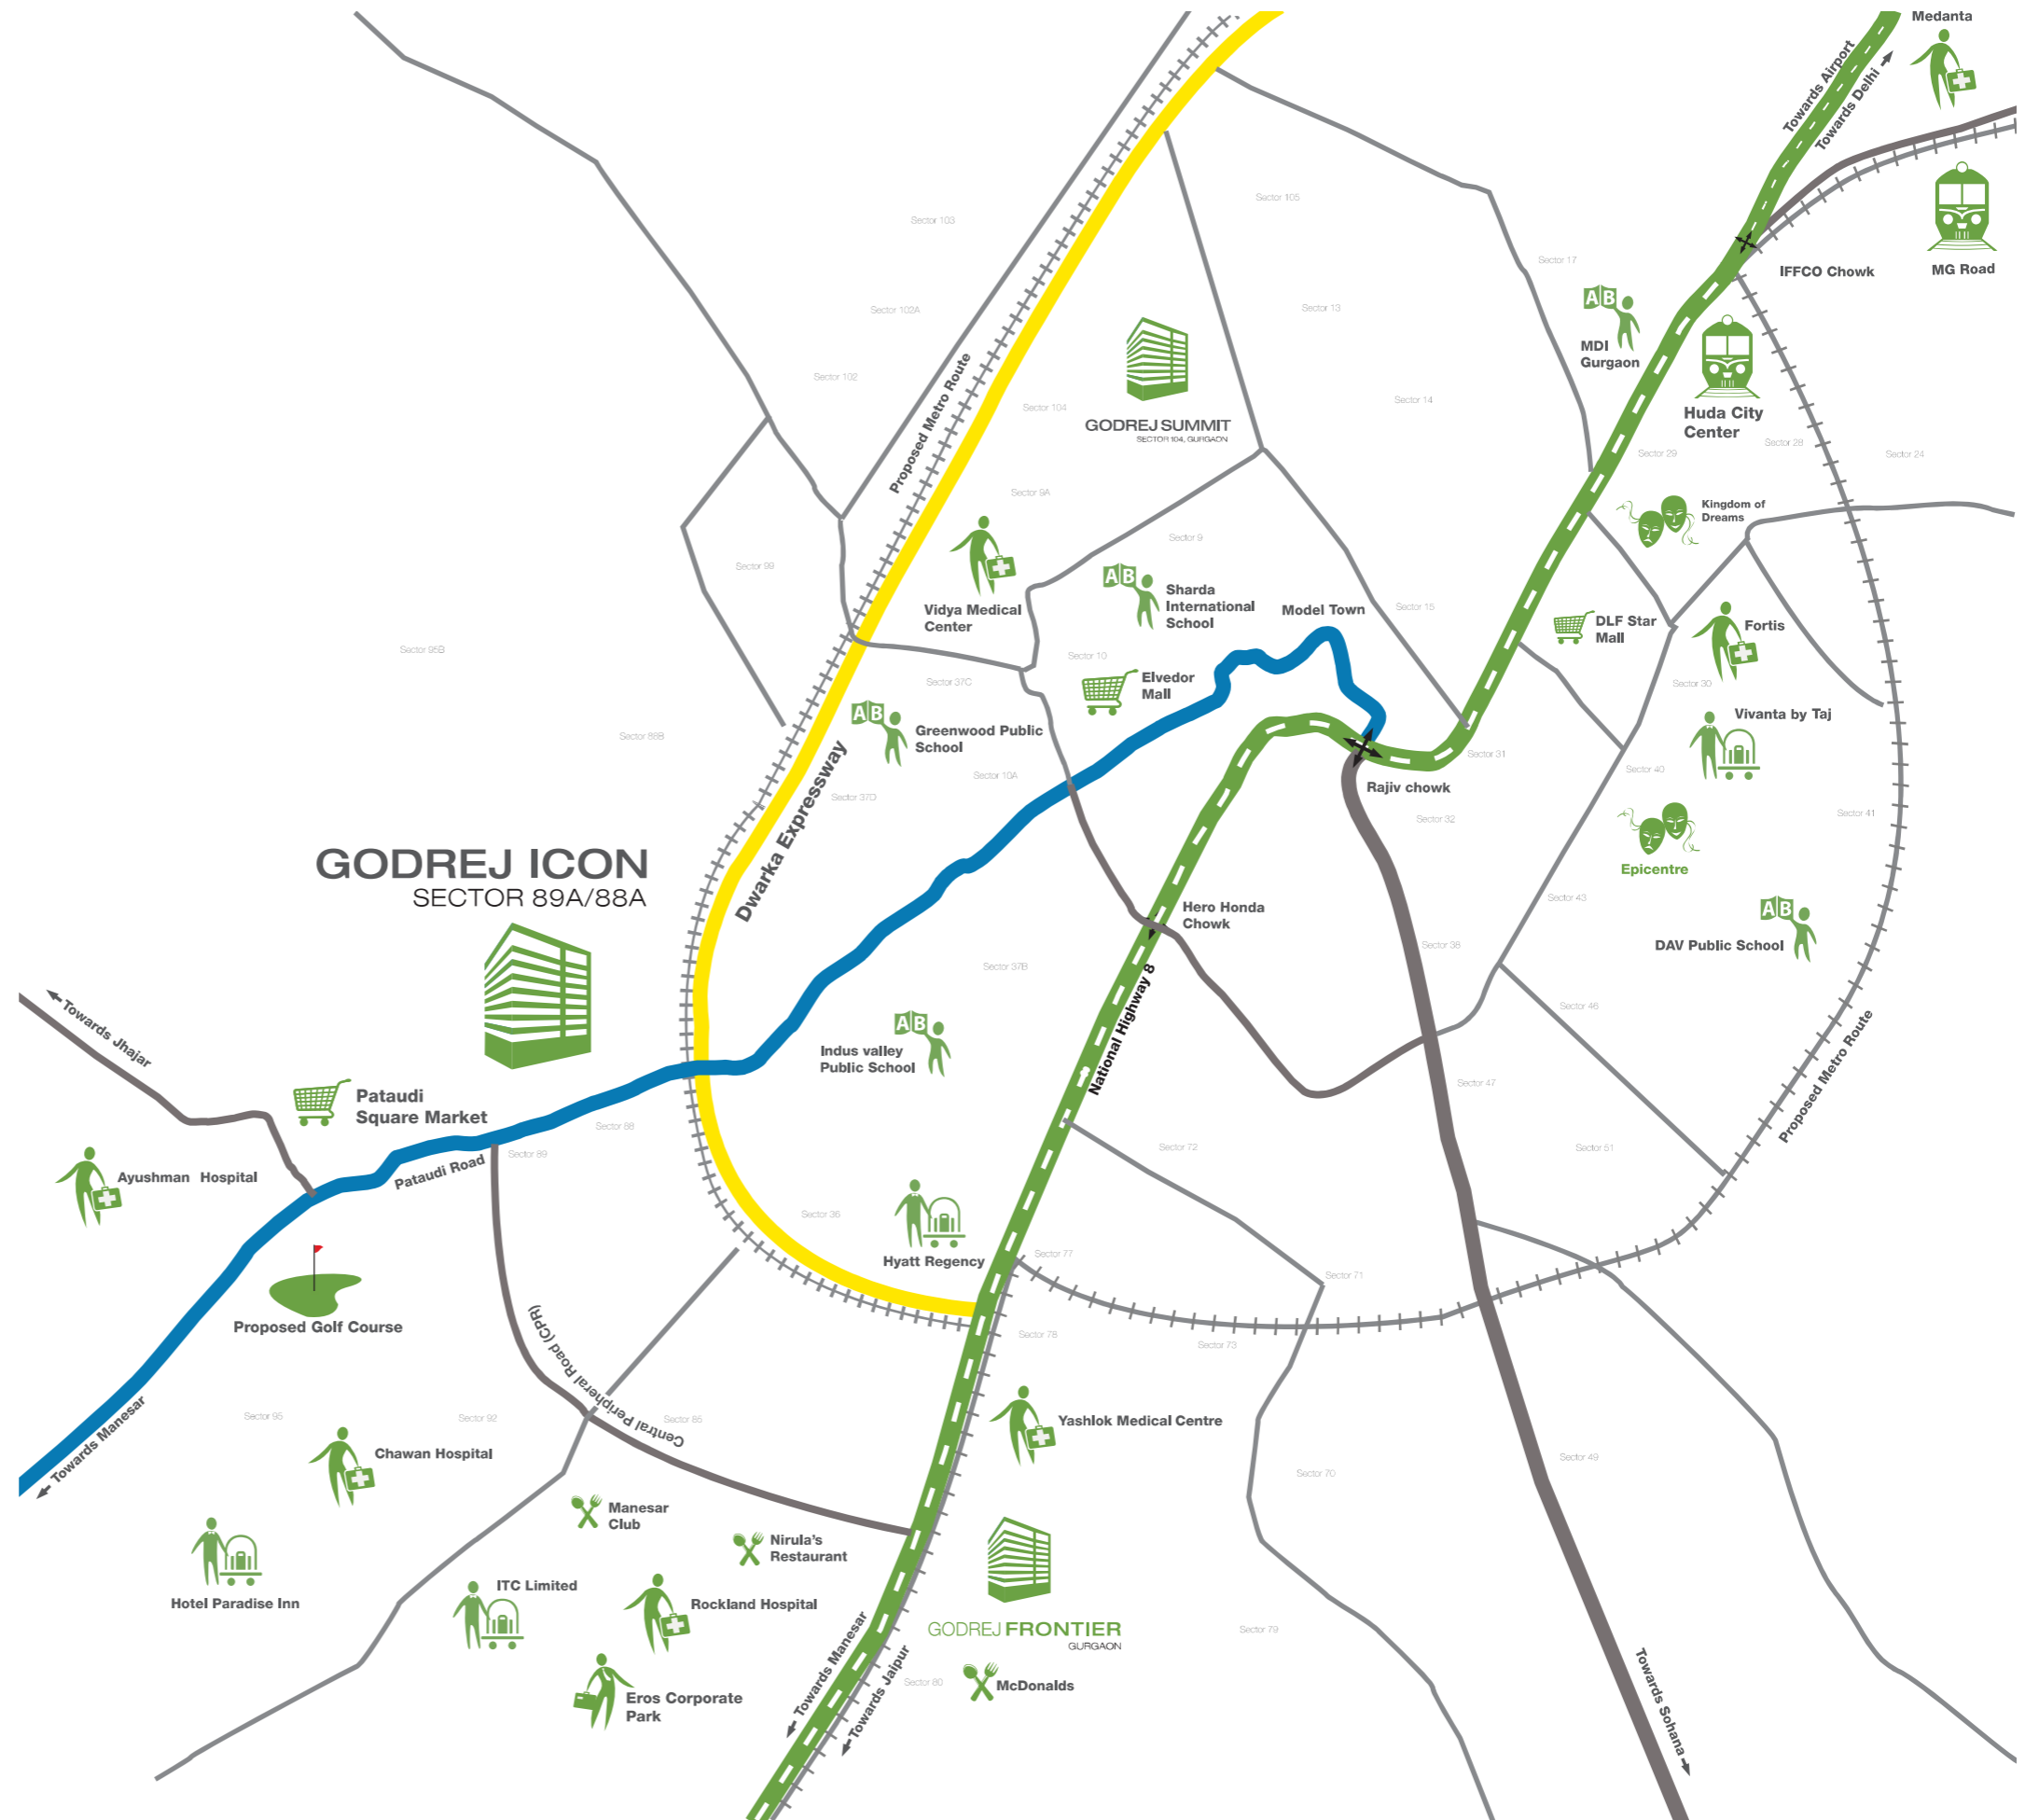 Medanta
Towards Airport
Towards Delhi
Sector 105
Sector 103
Sector 17
IFFCO Chowk
MG Road
AB
MDI
Gurgaon
Sector 102A
Sector 13
Proposed Metro Route
Sector 102
Sector 104
Sector 14
GODREJ SUMMIT
SECTOR 104, GURGAON
Huda City
Center
Sector 28
Sector 29
Sector 24
Sector 9A
Kingdom of
Dreams
Sector 9
Sector 99
AB
Sharda
International
School
Vidya Medical
Center
Model Town
Sector 15
DLF Star
Mall
Fortis
Sector 95B
Sector 10
Elvedor
Mall
Sector 37C
Sector 30
AB
Greenwood Public
School
Vivanta by Taj
Sector 88B
Sector 10A
Sector 37D
Sector 31
Sector 40
Rajiv chowk
Sector 32
Sector 41
Dwarka Expressway
GODREJ ICON
SECTOR 89A/88A
Epicentre
Sector 43
Hero Honda
Chowk
AB
DAV Public School
Sector 38
Sector 37B
National Highway 8
Sector 46
Towards Jhajar
AB
Indus valley
Public School
Sector 47
Proposed Metro Route
Pataudi
Square Market
Sector 88
Sector 89
Pataudi Road
Sector 72
Sector 51
Ayushman Hospital
Sector 36
Hyatt Regency
Sector 77
Sector 71
Proposed Golf Course
Central Peripheral Road (CPR)
Sector 78
Sector 73
Towards Manesar
Sector 95
Sector 92
Sector 85
Yashlok Medical Centre
Chawan Hospital
Sector 49
Sector 70
Manesar
Club
Nirula's
Restaurant
Hotel Paradise Inn
ITC Limited
Rockland Hospital
GODREJ FRONTIER
GURGAON
Sector 79
Towards Manesar
Towards Jaipur
Sector 80
McDonalds
Eros Corporate
Park
Towards Sohana